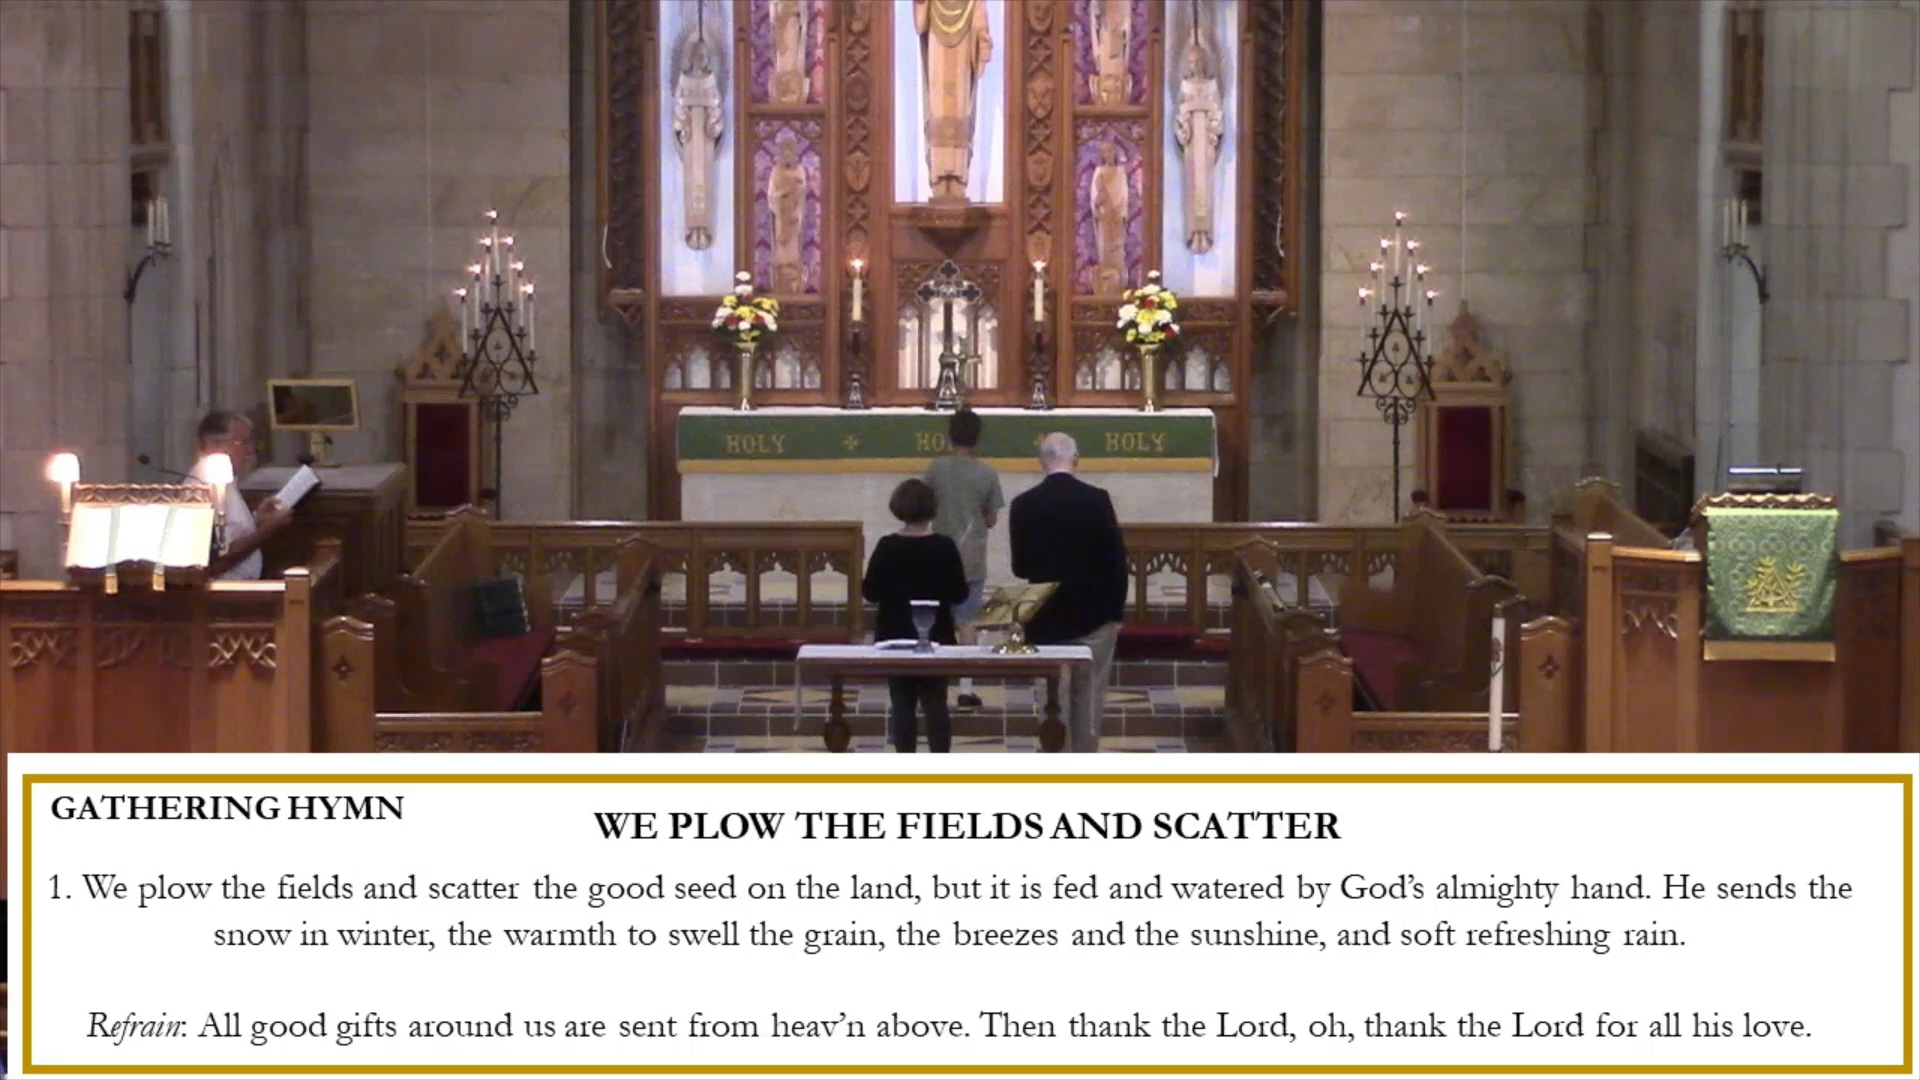 HOLY HOLY HOLY
GATHERING HYMN
WE PLOW THE FIELDS AND SCATTER
1. We plow the fields and scatter the good seed on the land, but it is fed and watered by God’s almighty hand. He sends the
snow in winter, the warmth to swell the grain, the breezes and the sunshine, and soft refreshing rain.
Refrain: All good gifts around us are sent from heav’n above. Then thank the Lord, oh, thank the Lord for all his love.